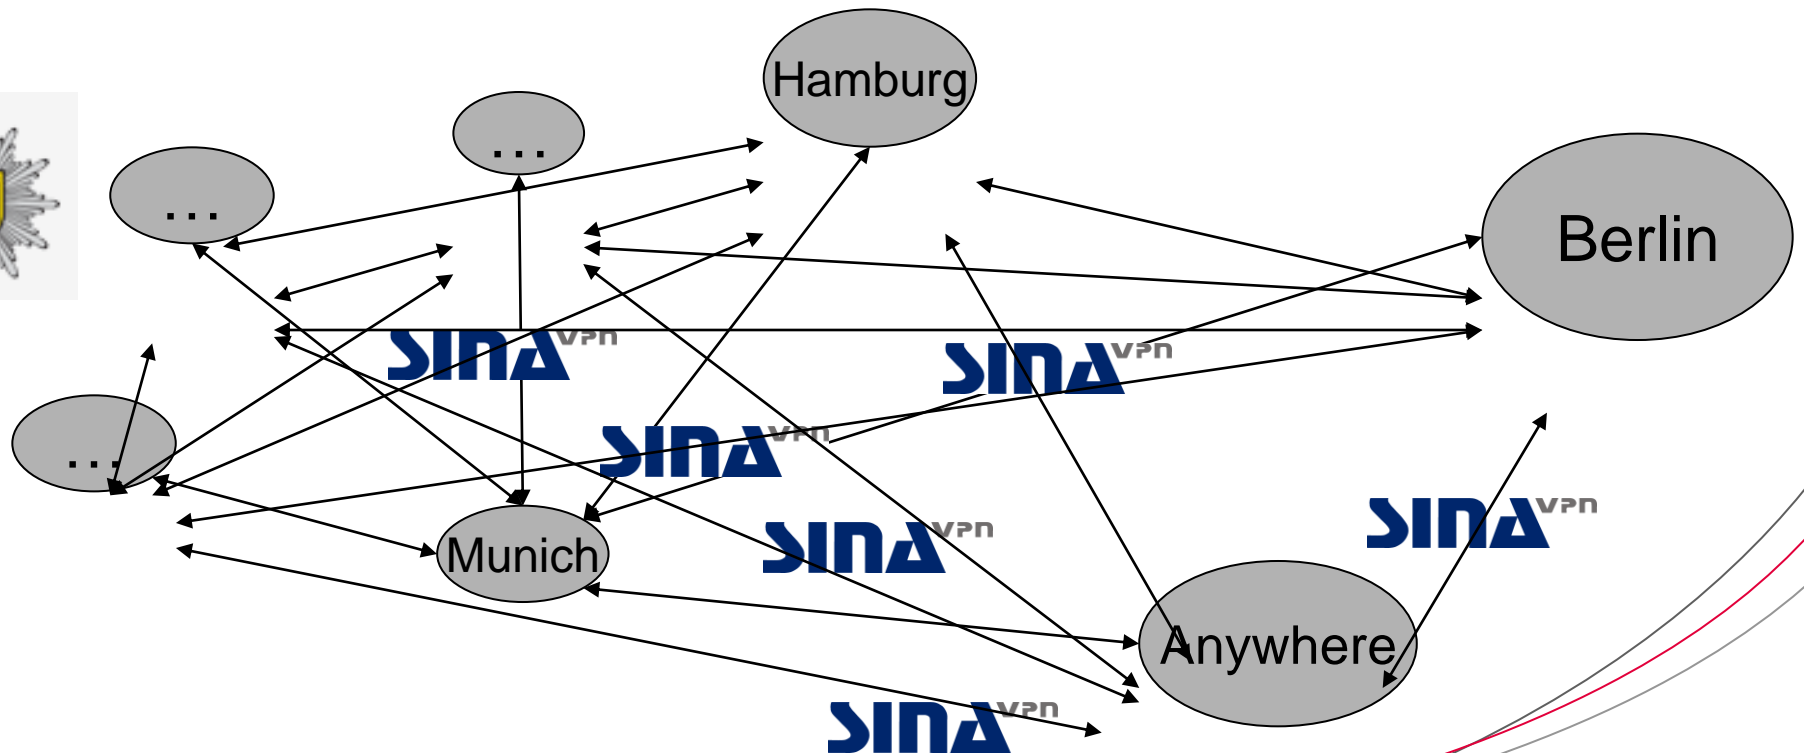 Hamburg
...
...
Berlin
SINA VPN
SINA VPN
SINA VPN
...
SINA VPN
SINA VPN
Munich
Anywhere
SINA VPN